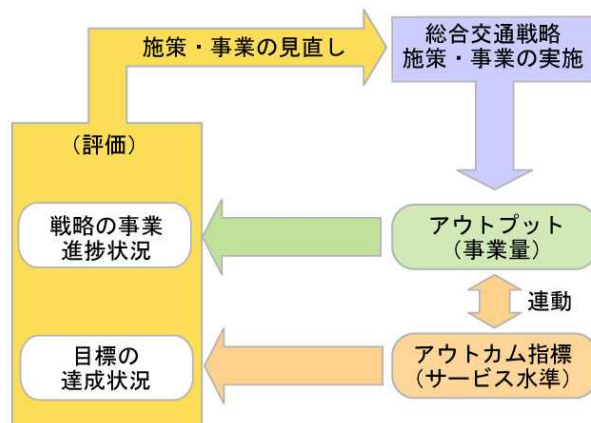 施策・事業の見直し
総合交通戦略
施策・事業の実施
（評価）
戦略の事業
進捗状況
アウトプット
（事業量）
連動
目標の
達成状況
アウトカム指標
（サービス水準）